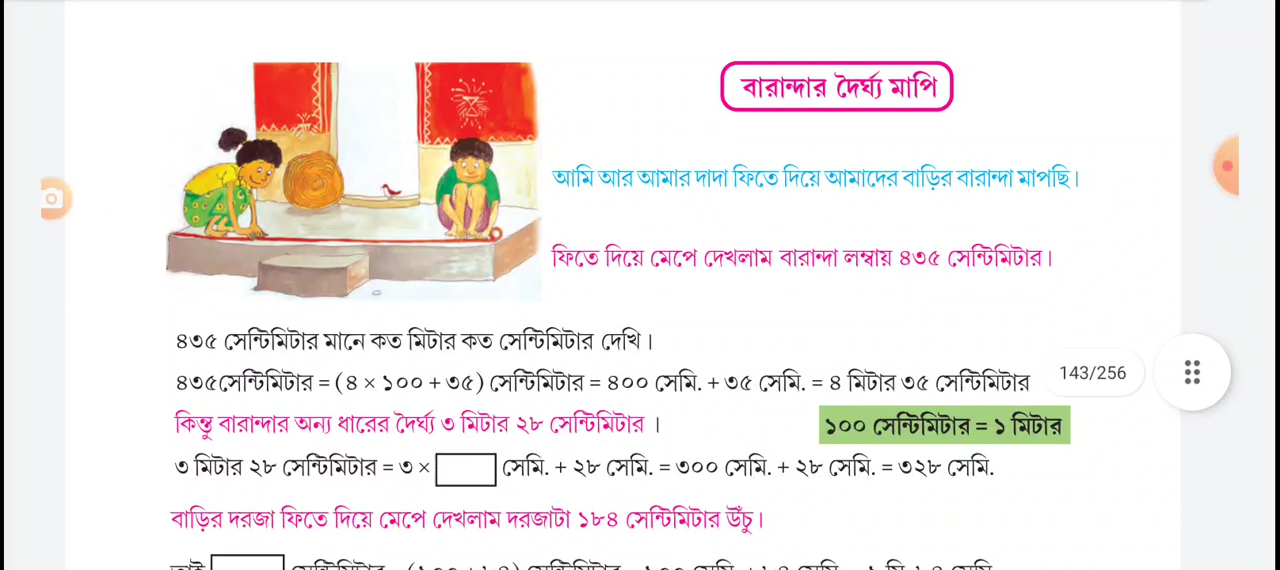 বারান্দার দৈর্ঘ্য মাপি
আমি আর আমার দাদা ফিতে দিয়ে আমাদের বাড়ির বারান্দা মাপছি।
ফিতে দিয়ে মেপে দেখলাম বারান্দা লম্বায় ৪৩৫ সেন্টিমিটার।
৪৩৫ সেন্টিমিটার মানে কত মিটার কত সেন্টিমিটার দেখি।
৪৩৫সেন্টিমিটার = (৪ × ১০০ + ৩৫) সেন্টিমিটার = ৪০০ সেমি. + ৩৫ সেমি. = ৪ মিটার ৩৫ সেন্টিমিটার
143/256
কিন্তু বারান্দার অন্য ধারের দৈর্ঘ্য ৩ মিটার ২৮ সেন্টিমিটার ।
১০০ সেন্টিমিটার = ১ মিটার
৩ মিটার ২৮ সেন্টিমিটার = ৩ × সেমি. + ২৮ সেমি. = ৩০০ সেমি. + ২৮ সেমি. = ৩২৮ সেমি.
বাড়ির দরজা ফিতে দিয়ে মেপে দেখলাম দরজাটা ১৮৪ সেন্টিমিটার উঁচু।